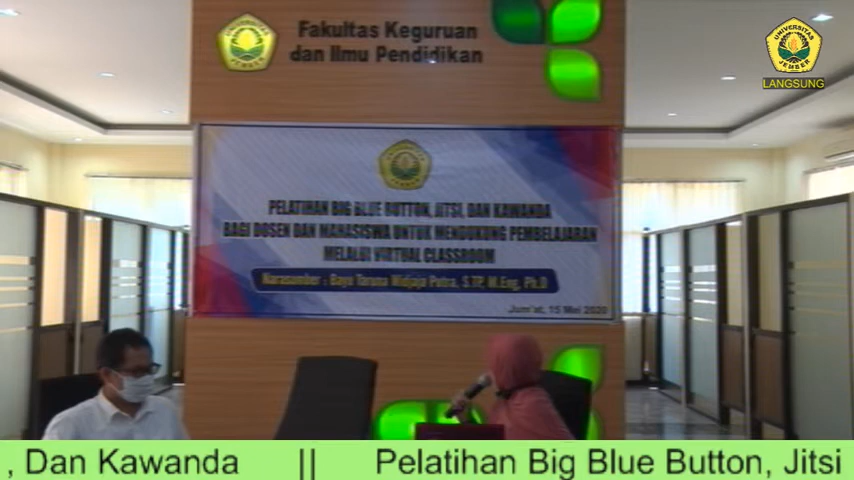 Fakultas Keguruan
dan Ilmu Pendidikan
UNIVERSITAS
JEMBER
LANGSUNG
PELATIHAN BIG BLUE BUTTON, JITSI, DAN KAWANDA
BAGI DOSEN DAN MAHASISWA UNTUK MENDUKUNG PEMBELAJARAN
MELALUI VIRTUAL CLASSROOM
Narasumber : Bayu Taruna Widjaja Putra, S.TP, M.Eng, Ph.D
Jum'at, 15 Mei 2020
, Dan Kawanda || Pelatihan Big Blue Button, Jitsi